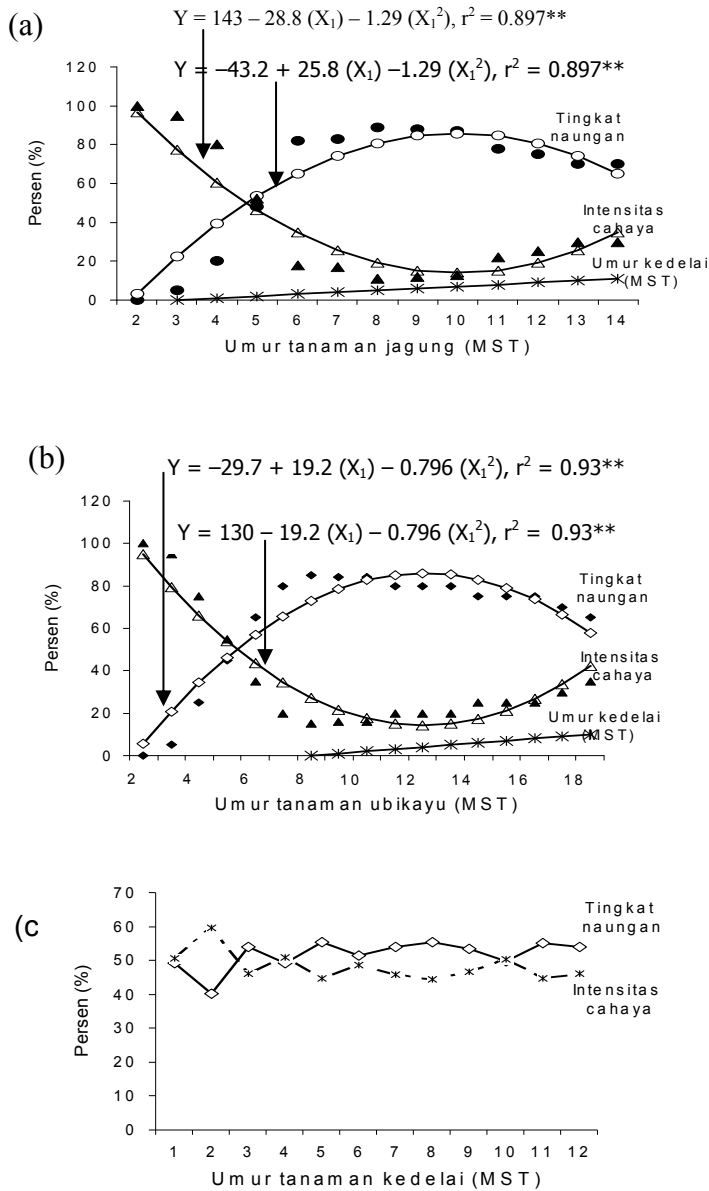 (a)
Y = 143 – 28.8 (X₁) – 1.29 (X₁²), r² = 0.897**
Y = –43.2 + 25.8 (X₁) –1.29 (X₁²), r² = 0.897**
120
100
80
60
40
20
0
Persen (%)
Tingkat
naungan
Intensitas
cahaya
Umur kedelai
(MST)
2 3 4 5 6 7 8 9 10 11 12 13 14
Umur tanaman jagung (MST)
(b)
Y = –29.7 + 19.2 (X₁) – 0.796 (X₁²), r² = 0.93**
Y = 130 – 19.2 (X₁) – 0.796 (X₁²), r² = 0.93**
120
100
80
60
40
20
0
Persen (%)
Tingkat
naungan
Intensitas
cahaya
Umur kedelai
(MST)
2 4 6 8 10 12 14 16 18
Umur tanaman ubikayu (MST)
(c
70
60
50
40
30
20
10
0
Persen (%)
Tingkat
naungan
Intensitas
cahaya
1 2 3 4 5 6 7 8 9 10 11 12
Umur tanaman kedelai (MST)